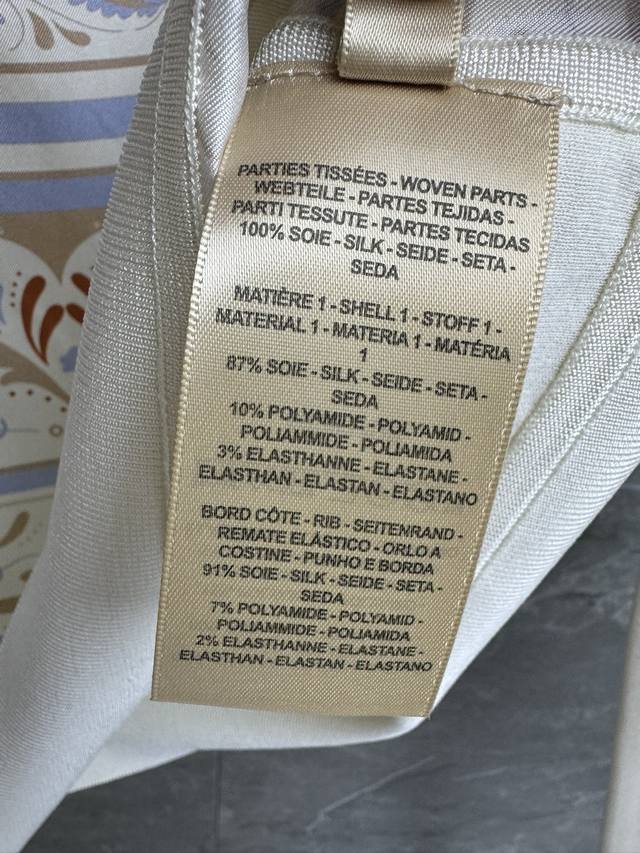 PARTIES TISSÉES - WOVEN PARTS -
WEBTEILE - PARTES TEJIDAS -
PARTI TESSUTE - PARTES TECIDAS
100% SOIE - SILK - SEIDE - SETA -
SEDA
MATIÈRE 1 - SHELL 1 - STOFF 1 -
MATERIAL 1 - MATERIA 1 - MATÉRIA
1
87% SOIE - SILK - SEIDE - SETA -
SEDA
10% POLYAMIDE - POLYAMID -
POLIAMMIDE - POLIAMIDA
3% ELASTHANNE - ELASTANE -
ELASTHAN - ELASTAN - ELASTANO
BORD CÔTE - RIB - SEITENRAND -
REMATE ELÁSTICO - ORLO A
COSTINE - PUNHO E BORDA
91% SOIE - SILK - SEIDE - SETA -
SEDA
7% POLYAMIDE - POLYAMID -
POLIAMMIDE - POLIAMIDA
2% ELASTHANNE - ELASTANE -
ELASTHAN - ELASTAN - ELASTANO